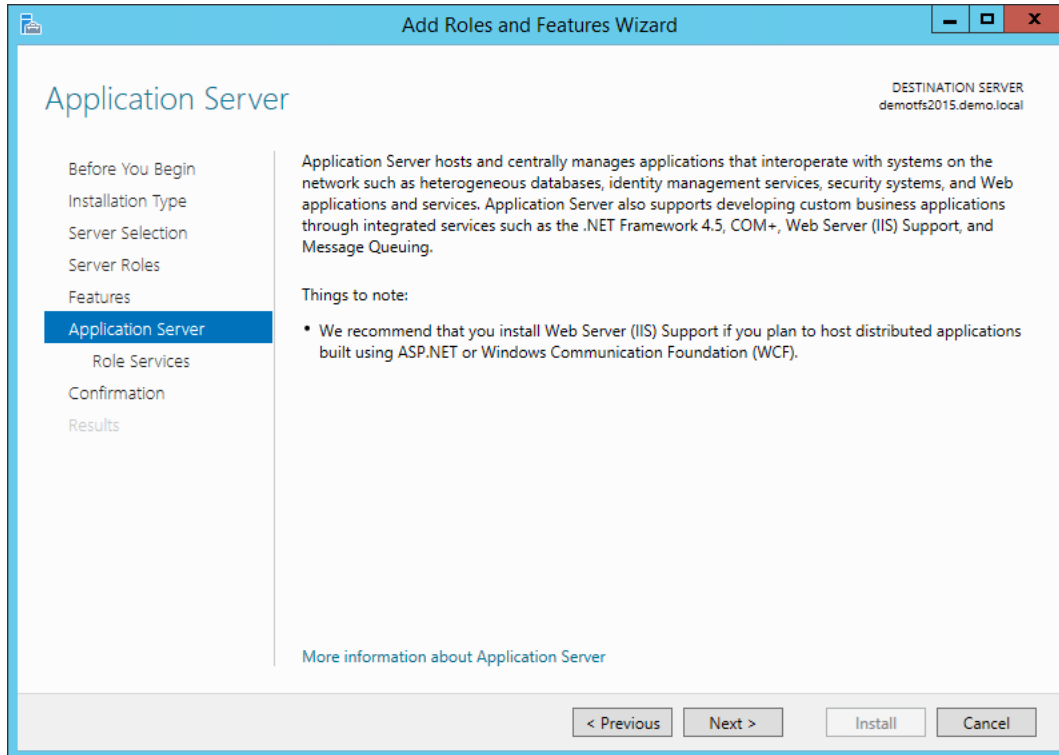 Add Roles and Features Wizard
x
Application Server
DESTINATION SERVER
demotfs2015.demo.local
Before You Begin
Installation Type
Server Selection
Server Roles
Features
Application Server
Role Services
Confirmation
Results
Application Server hosts and centrally manages applications that interoperate with systems on the
network such as heterogeneous databases, identity management services, security systems, and Web
applications and services. Application Server also supports developing custom business applications
through integrated services such as the .NET Framework 4.5, COM+, Web Server (IIS) Support, and
Message Queuing.
Things to note:
• We recommend that you install Web Server (IIS) Support if you plan to host distributed applications
built using ASP.NET or Windows Communication Foundation (WCF).
More information about Application Server
< Previous
Next >
Install
Cancel